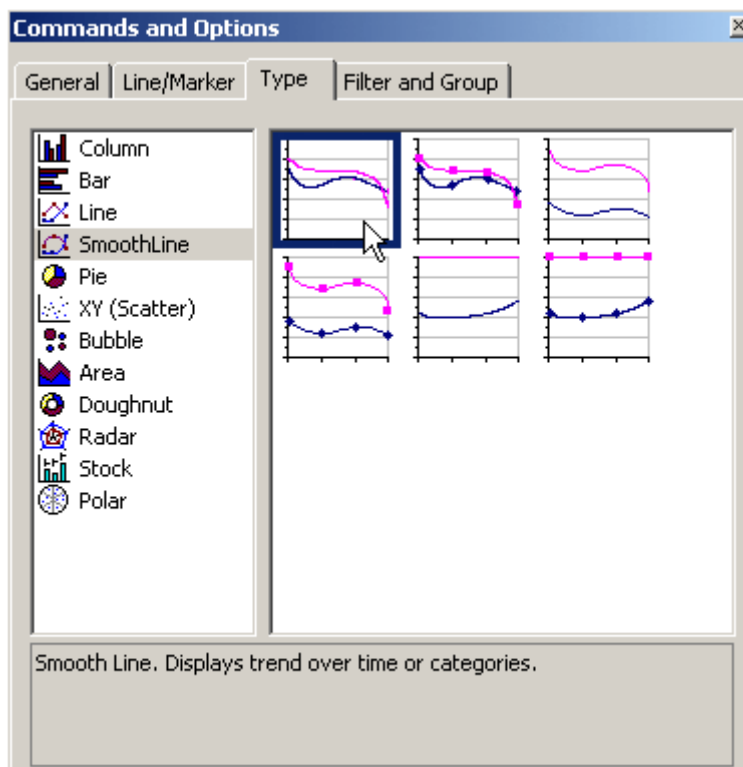 Commands and Options
General
Line/Marker
Type
Filter and Group
Column
Bar
Line
SmoothLine
Pie
XY (Scatter)
Bubble
Area
Doughnut
Radar
Stock
Polar
Smooth Line. Displays trend over time or categories.